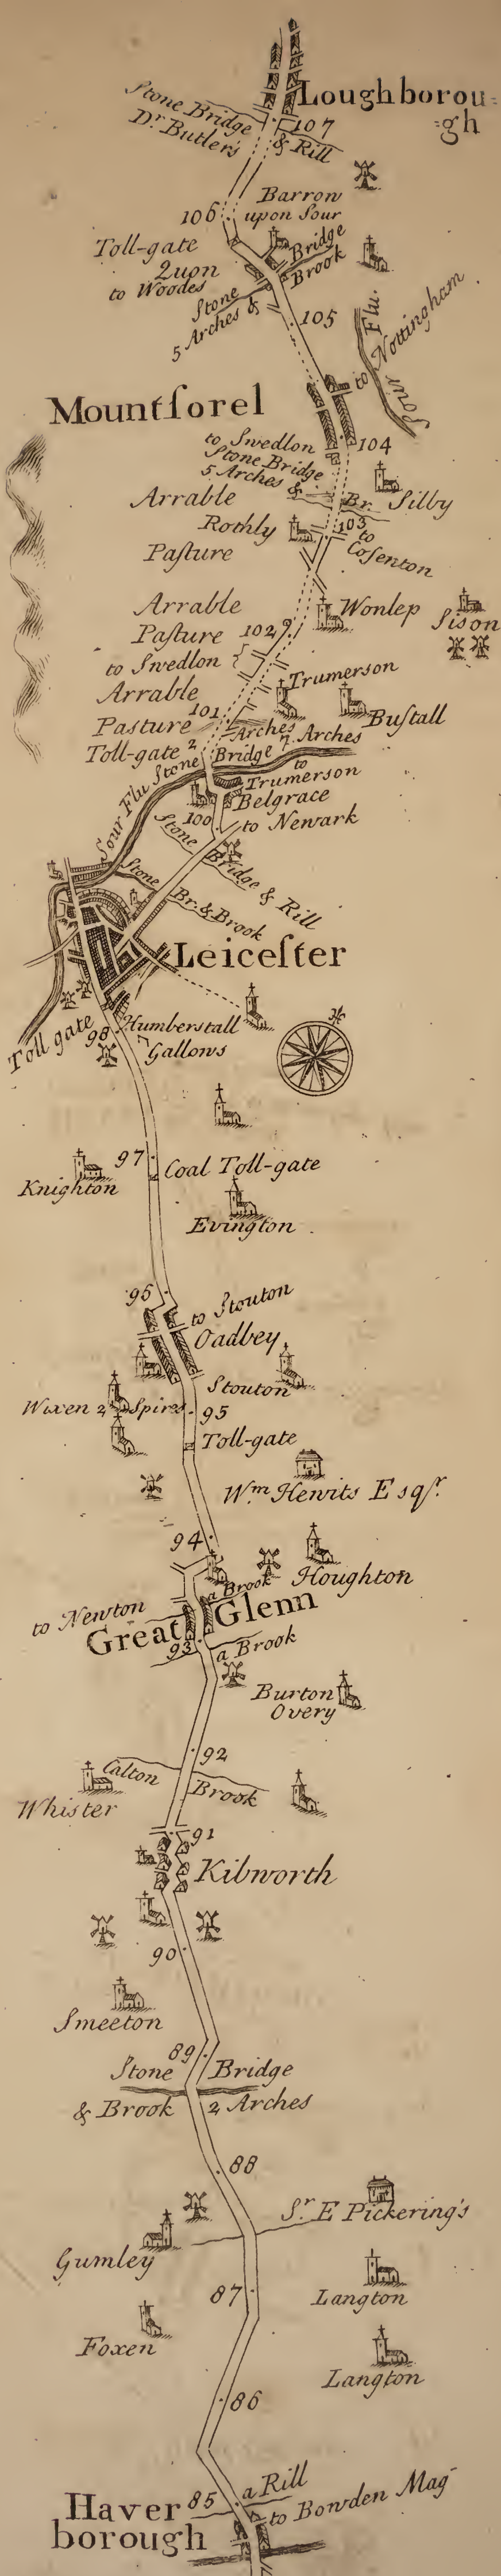 Loughborou-
gh
Stone Bridge
Dr. Butler's
107
& Rill
Barrow
upon Sour
106
Toll-gate
Quon
to Woodes
Bridge
Brook
Stone
5 Arches &
105
Sour Flu.
to Nottingham
Mountſorel
104
to Swedlon
Stone Bridge
5 Arches &
Br.
Silby
Arrable
Rothly
103
to
Coſenton
Paſture
Arrable
Wonlep
Siſon
Paſture
102
to Swedlon
Trumerson
Arrable
101
Buſtall
Paſture
Arches
Toll-gate
2
Stone Bridge 7 Arches
to
Trumerson
Sour Flu
Belgrace
100
to Newark
Stone Bridge & Rill
Stone Br. & Brook
Leiceſter
Toll gate
98
Humberstall
Gallows
97
Coal Toll-gate
Knighton
Evington
95
to Stouton
Oadbey
Stouton
Wixen 2 Spires
95
Toll-gate
Wm. Hewits Esqr.
94
a Brook
Houghton
to Newton
Great Glenn
93
a Brook
Burton
Overy
92
Calton Brook
Whister
91
Kibworth
90
Smeeton
89
Stone Bridge
& Brook 2 Arches
88
Sr. E Pickering's
Gumley
87
Langton
Foxen
Langton
86
a Rill
85
to Bowden Mag
Haver
borough